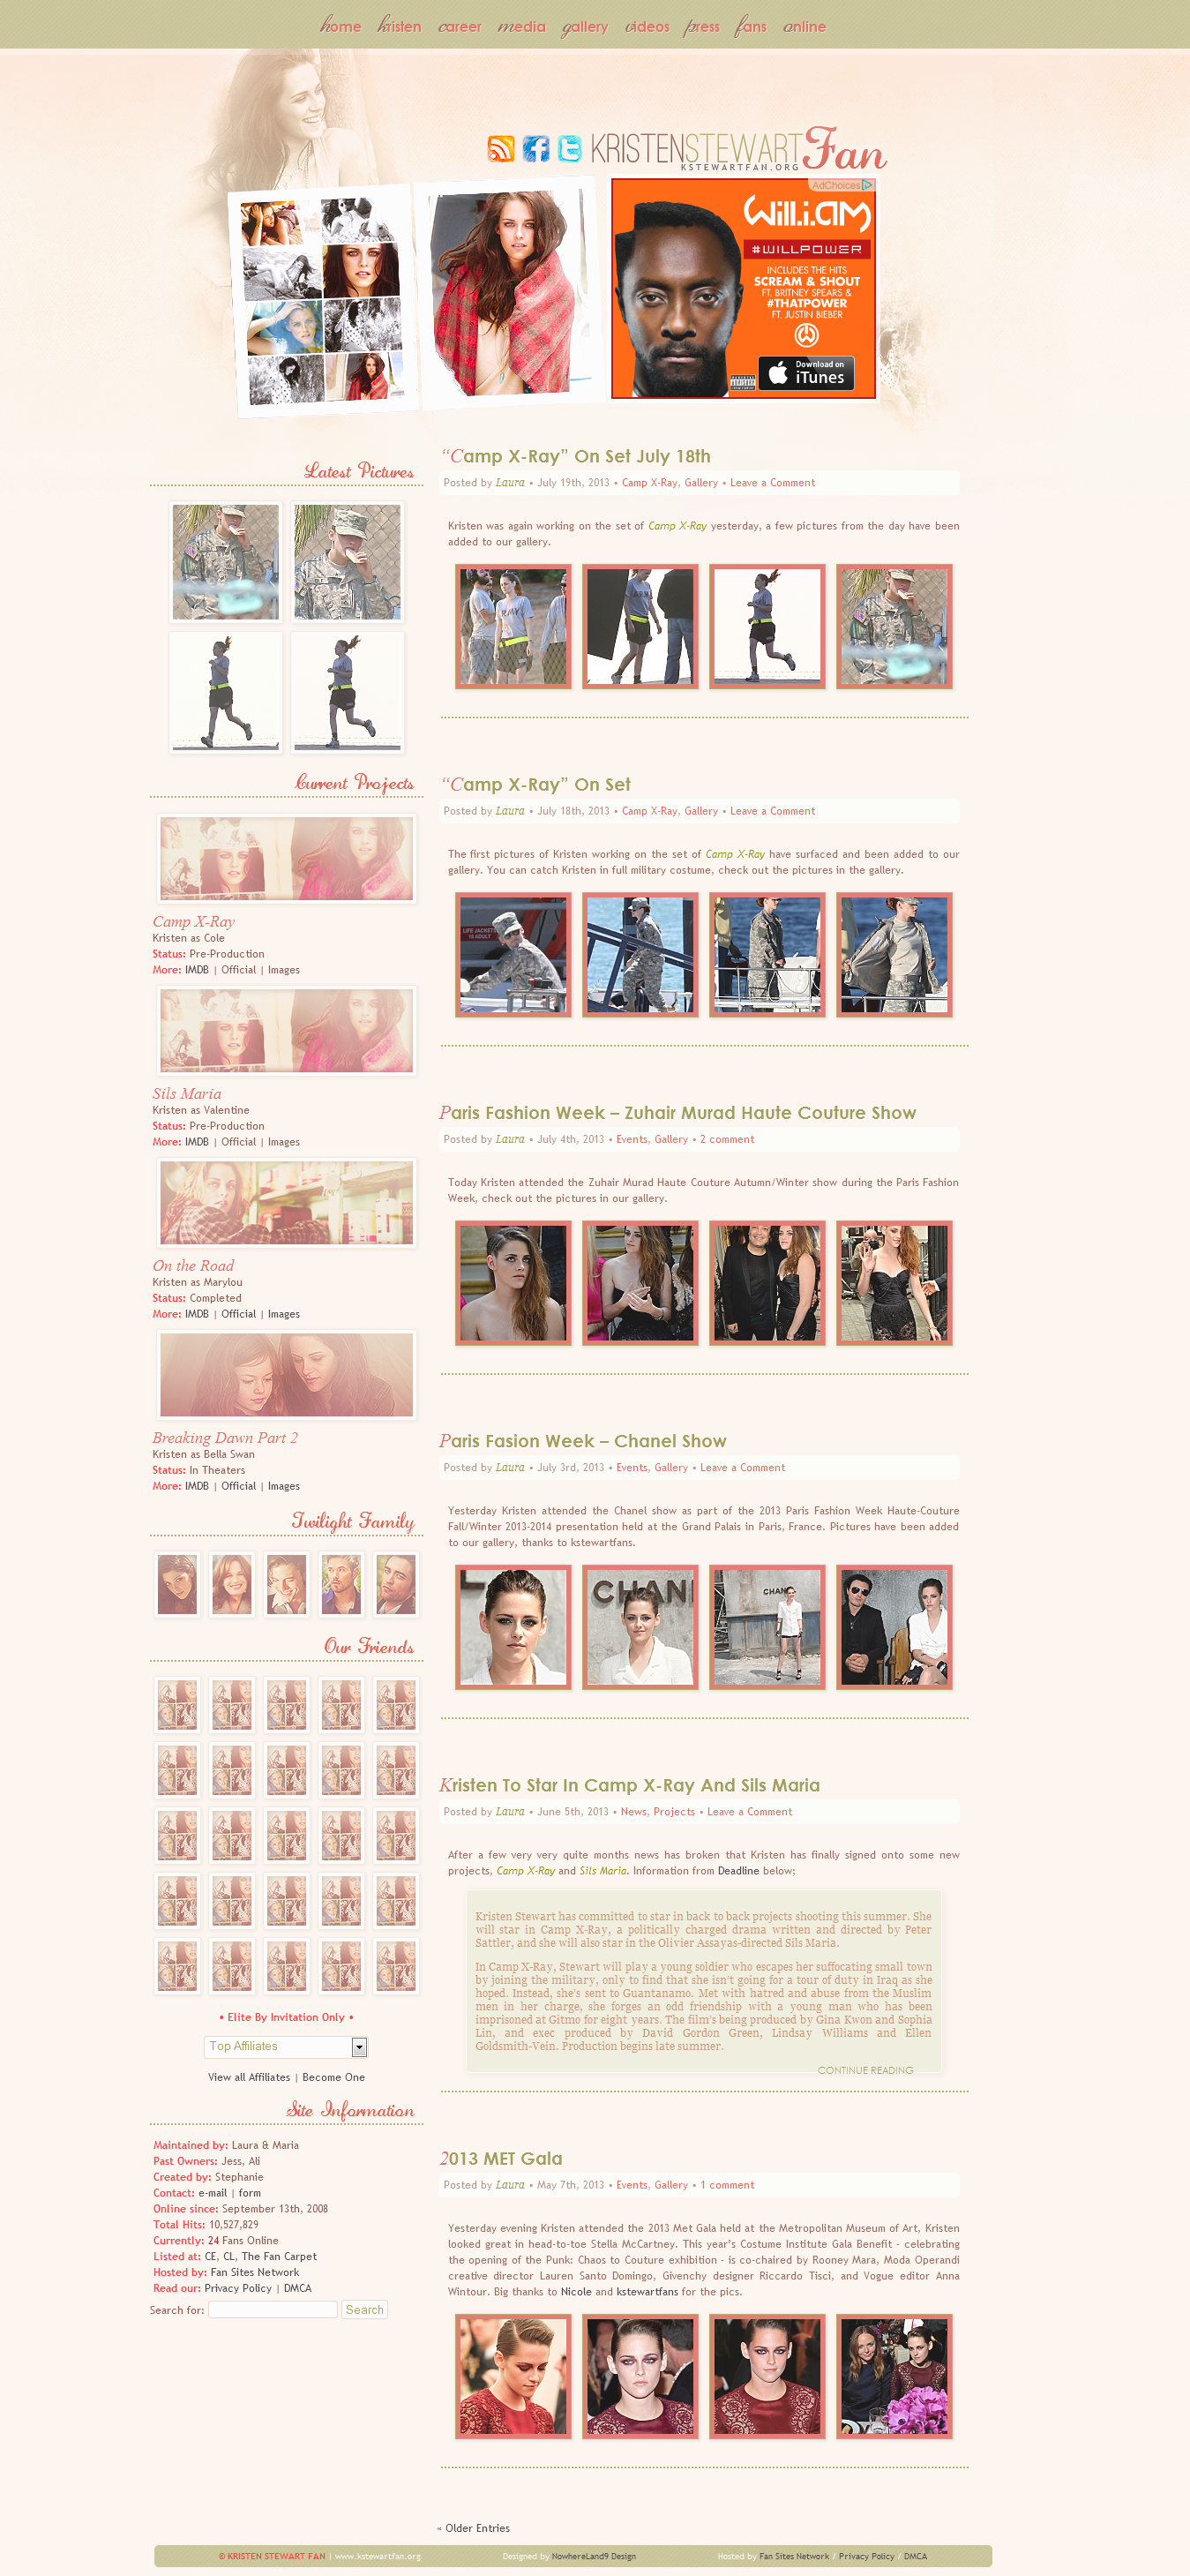 home kristen career media gallery videos press fans online
KRISTENSTEWARTFan
KSTEWARTFAN.ORG
AdChoices
will.i.am
#WILLPOWER
INCLUDES THE HITS
SCREAM & SHOUT
FT. BRITNEY SPEARS &
#THATPOWER
FT. JUSTIN BIEBER
Download on
iTunes
Latest Pictures
Current Projects
Camp X-Ray
Kristen as Cole
Status: Pre-Production
More: IMDB | Official | Images
Sils Maria
Kristen as Valentine
Status: Pre-Production
More: IMDB | Official | Images
On the Road
Kristen as Marylou
Status: Completed
More: IMDB | Official | Images
Breaking Dawn Part 2
Kristen as Bella Swan
Status: In Theaters
More: IMDB | Official | Images
Twilight Family
Our Friends
• Elite By Invitation Only •
Top Affiliates
View all Affiliates | Become One
Site Information
Maintained by: Laura & Maria
Past Owners: Jess, Ali
Created by: Stephanie
Contact: e-mail | form
Online since: September 13th, 2008
Total Hits: 10,527,829
Currently: 24 Fans Online
Listed at: CE, CL, The Fan Carpet
Hosted by: Fan Sites Network
Read our: Privacy Policy | DMCA
Search for: Search
“Camp X-Ray” On Set July 18th
Posted by Laura • July 19th, 2013 • Camp X-Ray, Gallery • Leave a Comment
Kristen was again working on the set of Camp X-Ray yesterday, a few pictures from the day have been
added to our gallery.
“Camp X-Ray” On Set
Posted by Laura • July 18th, 2013 • Camp X-Ray, Gallery • Leave a Comment
The first pictures of Kristen working on the set of Camp X-Ray have surfaced and been added to our
gallery. You can catch Kristen in full military costume, check out the pictures in the gallery.
LIFE JACKETS
Paris Fashion Week – Zuhair Murad Haute Couture Show
Posted by Laura • July 4th, 2013 • Events, Gallery • 2 comment
Today Kristen attended the Zuhair Murad Haute Couture Autumn/Winter show during the Paris Fashion
Week, check out the pictures in our gallery.
Paris Fasion Week – Chanel Show
Posted by Laura • July 3rd, 2013 • Events, Gallery • Leave a Comment
Yesterday Kristen attended the Chanel show as part of the 2013 Paris Fashion Week Haute-Couture
Fall/Winter 2013-2014 presentation held at the Grand Palais in Paris, France. Pictures have been added
to our gallery, thanks to kstewartfans.
CHAN
CHAN
Kristen To Star In Camp X-Ray And Sils Maria
Posted by Laura • June 5th, 2013 • News, Projects • Leave a Comment
After a few very very quite months news has broken that Kristen has finally signed onto some new
projects, Camp X-Ray and Sils Maria. Information from Deadline below;
Kristen Stewart has committed to star in back to back projects shooting this summer. She
will star in Camp X-Ray, a politically charged drama written and directed by Peter
Sattler, and she will also star in the Olivier Assayas-directed Sils Maria.
In Camp X-Ray, Stewart will play a young soldier who escapes her suffocating small town
by joining the military, only to find that she isn’t going for a tour of duty in Iraq as she
hoped. Instead, she’s sent to Guantanamo. Met with hatred and abuse from the Muslim
men in her charge, she forges an odd friendship with a young man who has been
imprisoned at Gitmo for eight years. The film’s being produced by Gina Kwon and Sophia
Lin, and exec produced by David Gordon Green, Lindsay Williams and Ellen
Goldsmith-Vein. Production begins late summer.
CONTINUE READING
2013 MET Gala
Posted by Laura • May 7th, 2013 • Events, Gallery • 1 comment
Yesterday evening Kristen attended the 2013 Met Gala held at the Metropolitan Museum of Art, Kristen
looked great in head-to-toe Stella McCartney. This year’s Costume Institute Gala Benefit - celebrating
the opening of the Punk: Chaos to Couture exhibition - is co-chaired by Rooney Mara, Moda Operandi
creative director Lauren Santo Domingo, Givenchy designer Riccardo Tisci, and Vogue editor Anna
Wintour. Big thanks to Nicole and kstewartfans for the pics.
« Older Entries
© KRISTEN STEWART FAN | www.kstewartfan.org Designed by NowhereLand9 Design Hosted by Fan Sites Network / Privacy Policy / DMCA